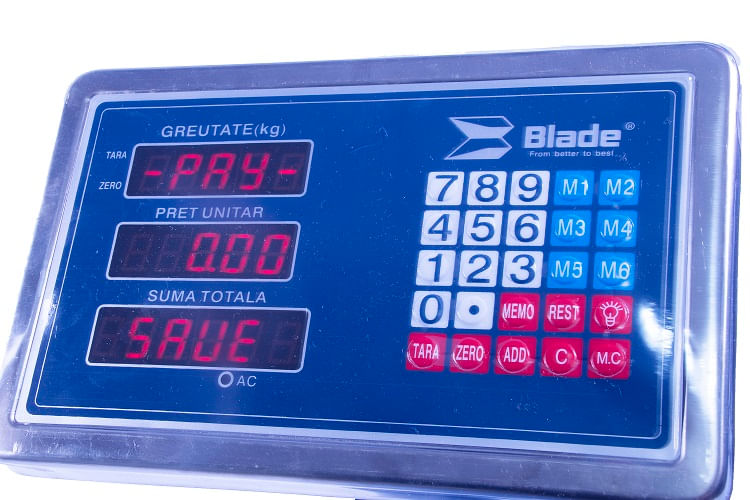 GREUTATE(kg)
TARA
ZERO
-PAY-
PRET UNITAR
0.00
SUMA TOTALA
SAVE
AC
Blade®
From better to best
7 8 9 M1 M2
4 5 6 M3 M4
1 2 3 M5 M6
0 . MEMO REST
TARA ZERO ADD C M.C